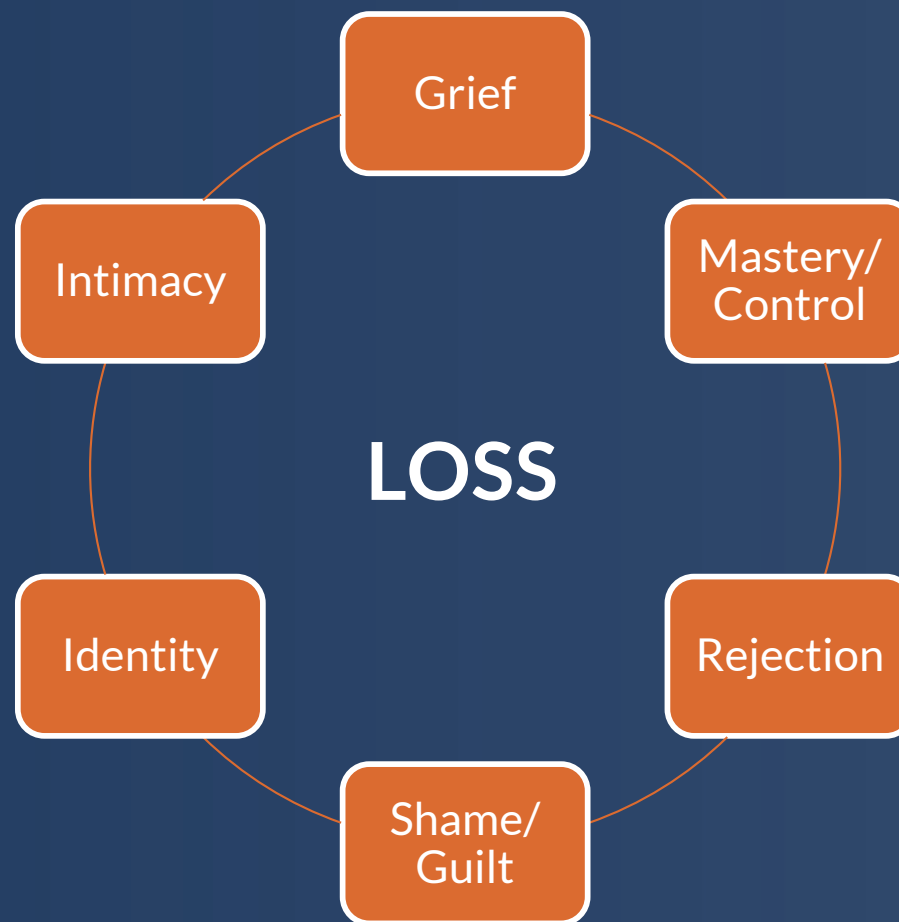 Grief
Mastery/
Control
Intimacy
LOSS
Identity
Rejection
Shame/
Guilt